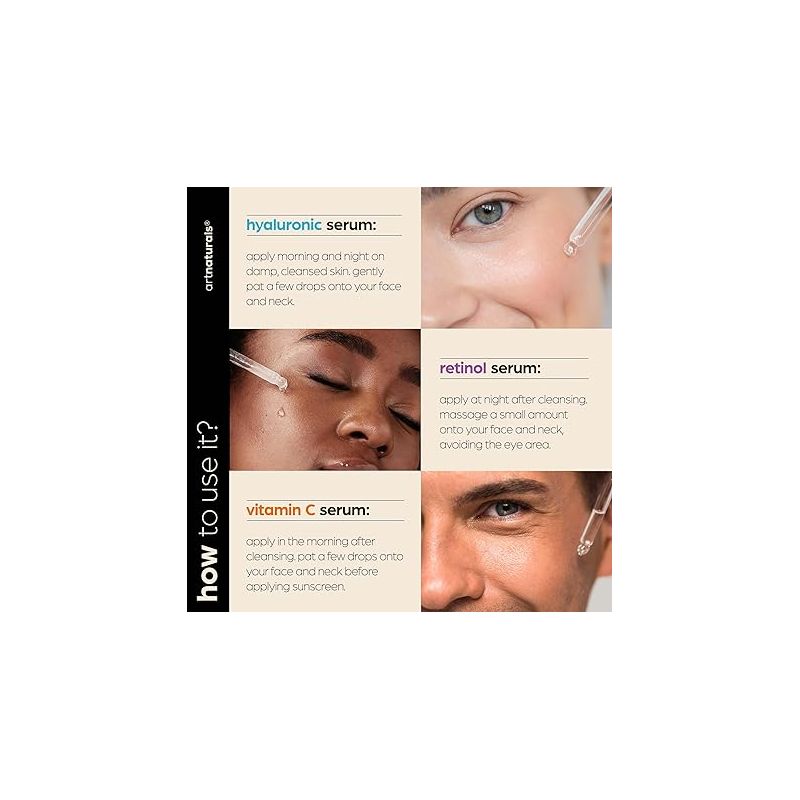 artnaturals®
how to use it?
hyaluronic serum:
apply morning and night on
damp, cleansed skin. gently
pat a few drops onto your face
and neck.
retinol serum:
apply at night after cleansing.
massage a small amount
onto your face and neck,
avoiding the eye area.
vitamin C serum:
apply in the morning after
cleansing. pat a few drops onto
your face and neck before
applying sunscreen.